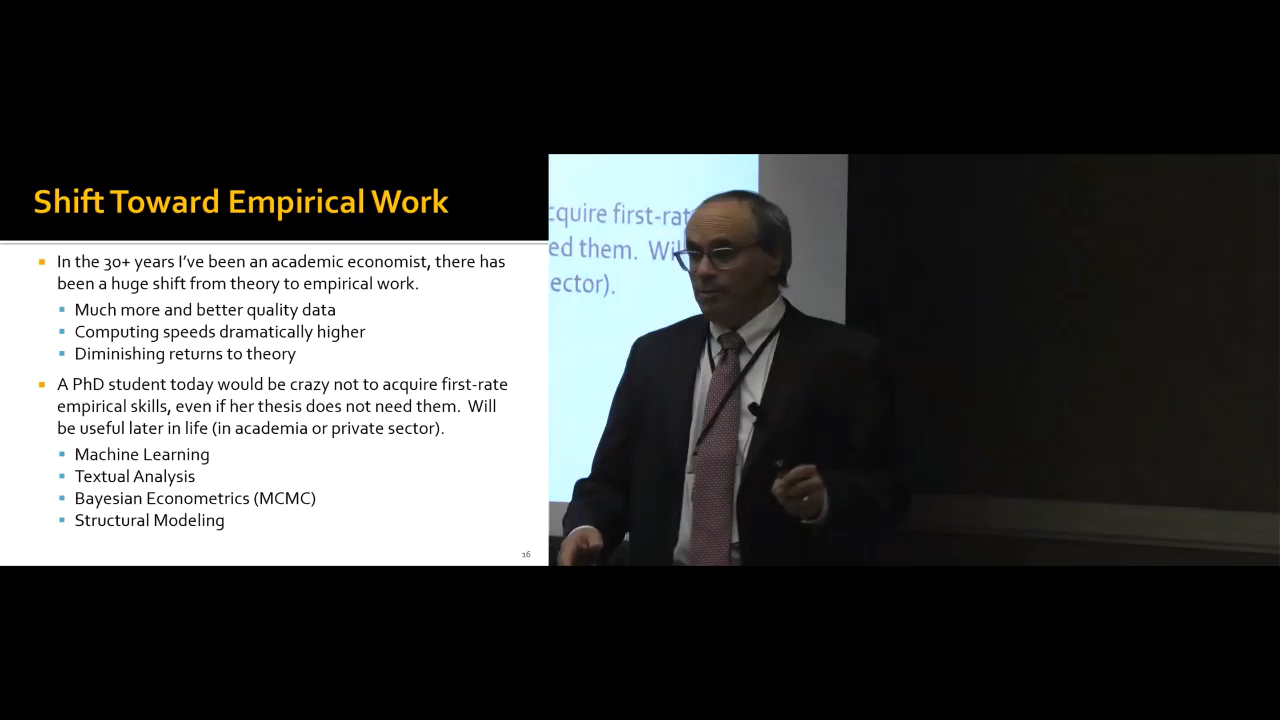 Shift Toward Empirical Work
In the 30+ years I've been an academic economist, there has
been a huge shift from theory to empirical work.
Much more and better quality data
Computing speeds dramatically higher
Diminishing returns to theory
A PhD student today would be crazy not to acquire first-rate
empirical skills, even if her thesis does not need them. Will
be useful later in life (in academia or private sector).
Machine Learning
Textual Analysis
Bayesian Econometrics (MCMC)
Structural Modeling
16
cquire first-rat
ed them. Wil
ector).